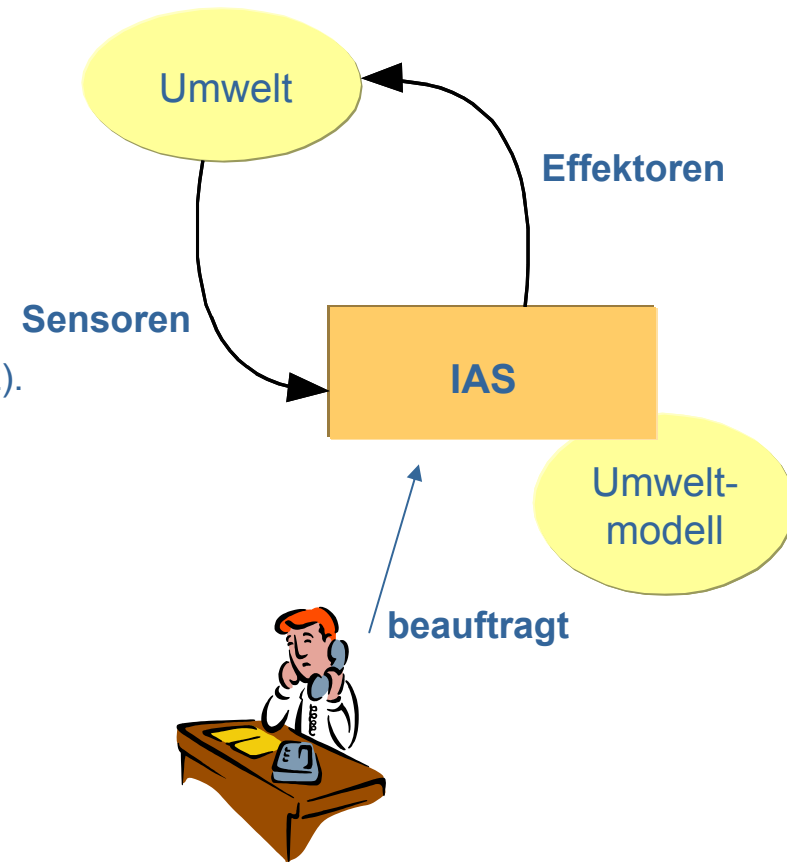 Umwelt
Effektoren
Sensoren
).
IAS
Umwelt-
modell
beauftragt